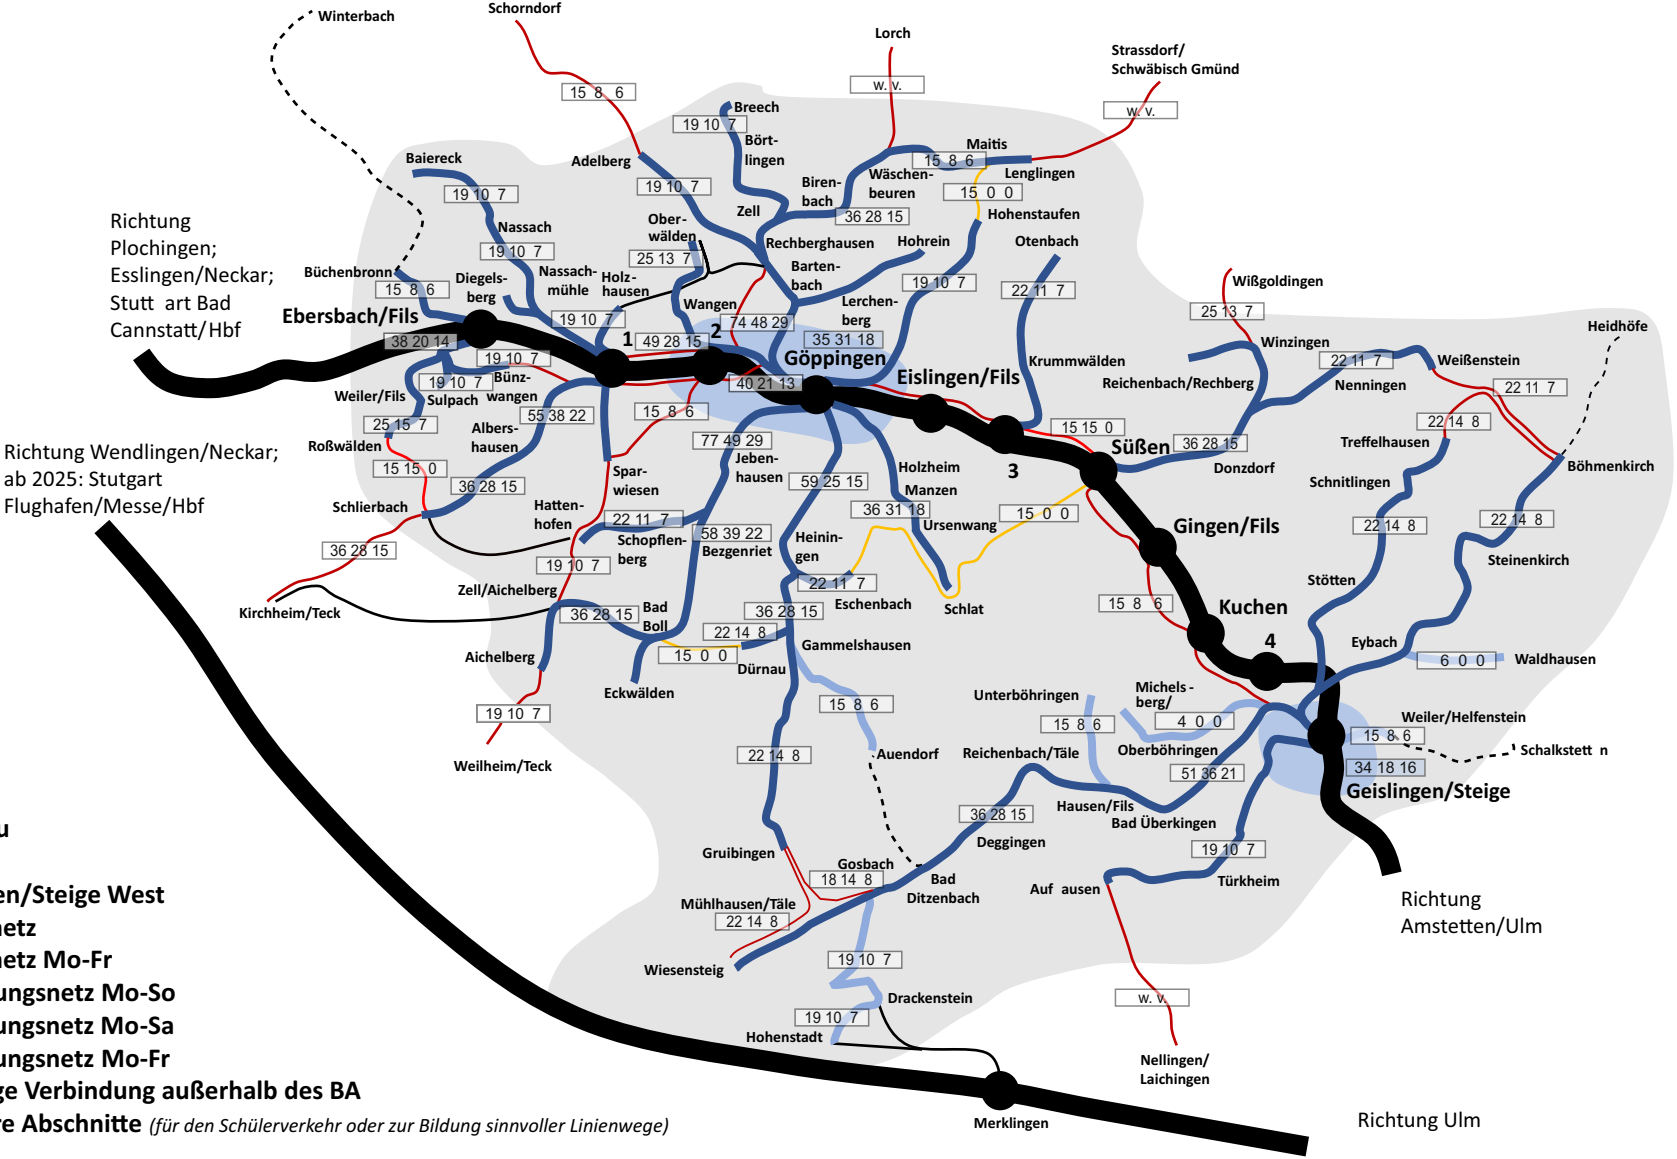 Winterbach
Schorndorf
Lorch
Strassdorf/
Schwäbisch Gmünd
15 8 6
w. v.
w. v.
Breech
19 10 7
Bört-
lingen
Maitis
Baiereck
Adelberg
15 8 6
Lenglingen
19 10 7
19 10 7
Biren-
bach
Wäschen-
beuren
15 0 0
Richtung
Plochingen;
Esslingen/Neckar;
Stutt art Bad
Cannstatt/Hbf
Nassach
Ober-
wälden
Zell
36 28 15
Hohenstaufen
19 10 7
Rechberghausen
Hohrein
Otenbach
25 13 7
Büchenbronn
Diegels-
berg
Nassach-
mühle
Holz-
hausen
Barten-
bach
Wißgoldingen
15 8 6
19 10 7
22 11 7
Wangen
Lerchen-
berg
25 13 7
Ebersbach/Fils
19 10 7
74 48 29
Heidhöfe
38 20 14
1
49 28 15
2
35 31 18
Winzingen
19 10 7
Göppingen
Krummwälden
22 11 7
Weißenstein
19 10 7
Bünz-
wangen
40 21 13
Eislingen/Fils
Reichenbach/Rechberg
Nenningen
22 11 7
Weiler/Fils
Sulpach
55 38 22
15 8 6
25 15 7
Albers-
hausen
77 49 29
15 15 0
22 14 8
Roßwälden
Jeben-
hausen
Süßen
36 28 15
Treffelhausen
Richtung Wendlingen/Neckar;
ab 2025: Stutgart
Flughafen/Messe/Hbf
15 15 0
Spar-
wiesen
Holzheim
3
Donzdorf
Böhmenkirch
36 28 15
59 25 15
Manzen
Schnitlingen
Schlierbach
Hatten-
hofen
22 11 7
36 31 18
Ursenwang
15 0 0
Gingen/Fils
22 14 8
22 14 8
36 28 15
Schopflen-
berg
58 39 22
Bezgenriet
Heinin-
gen
19 10 7
Steinenkirch
Zell/Aichelberg
22 11 7
Stötten
Kirchheim/Teck
36 28 15
Bad
Boll
36 28 15
Eschenbach
Schlat
15 8 6
Kuchen
22 14 8
4
Eybach
Aichelberg
15 0 0
Gammelshausen
6 0 0
Waldhausen
Dürnau
Eckwälden
Unterböhringen
Michels -
berg/
15 8 6
19 10 7
15 8 6
4 0 0
Weiler/Helfenstein
15 8 6
Oberböhringen
22 14 8
Auendorf
Reichenbach/Täle
Schalkstett n
Weilheim/Teck
51 36 21
34 18 16
Geislingen/Steige
Hausen/Fils
36 28 15
Bad Überkingen
u
Deggingen
Gruibingen
Gosbach
19 10 7
18 14 8
Bad
Ditzenbach
Auf ausen
Türkheim
en/Steige West
Mühlhausen/Täle
22 14 8
Richtung
Amstetten/Ulm
netz
netz Mo-Fr
Wiesensteig
19 10 7
ungsnetz Mo-So
Drackenstein
w. v.
ungsnetz Mo-Sa
19 10 7
Hohenstadt
ungsnetz Mo-Fr
Nellingen/
Laichingen
ge Verbindung außerhalb des BA
re Abschnitte (für den Schülerverkehr oder zur Bildung sinnvoller Linienwege)
Merklingen
Richtung Ulm